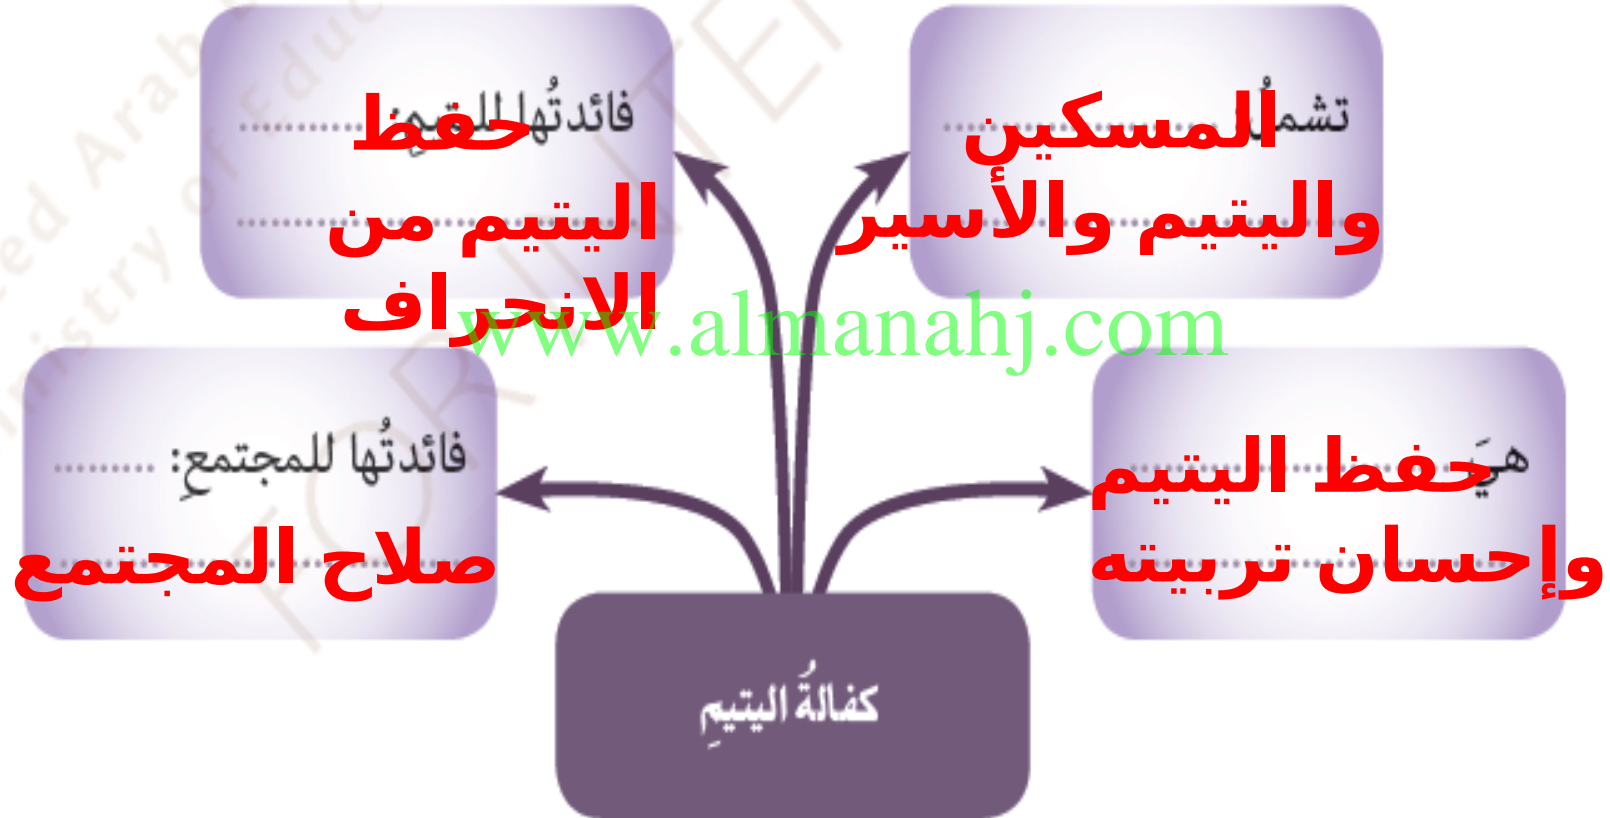 تشملُ: المسكين
واليتيم والأسير
فائدتُها لليتيمِ: حفظ
اليتيم من
الانحراف
www.almanahj.com
هيَ حفظ اليتيم
وإحسان تربيته
فائدتُها للمجتمعِ: .........
صلاح المجتمع
كفالةُ اليتيمِ
FOR